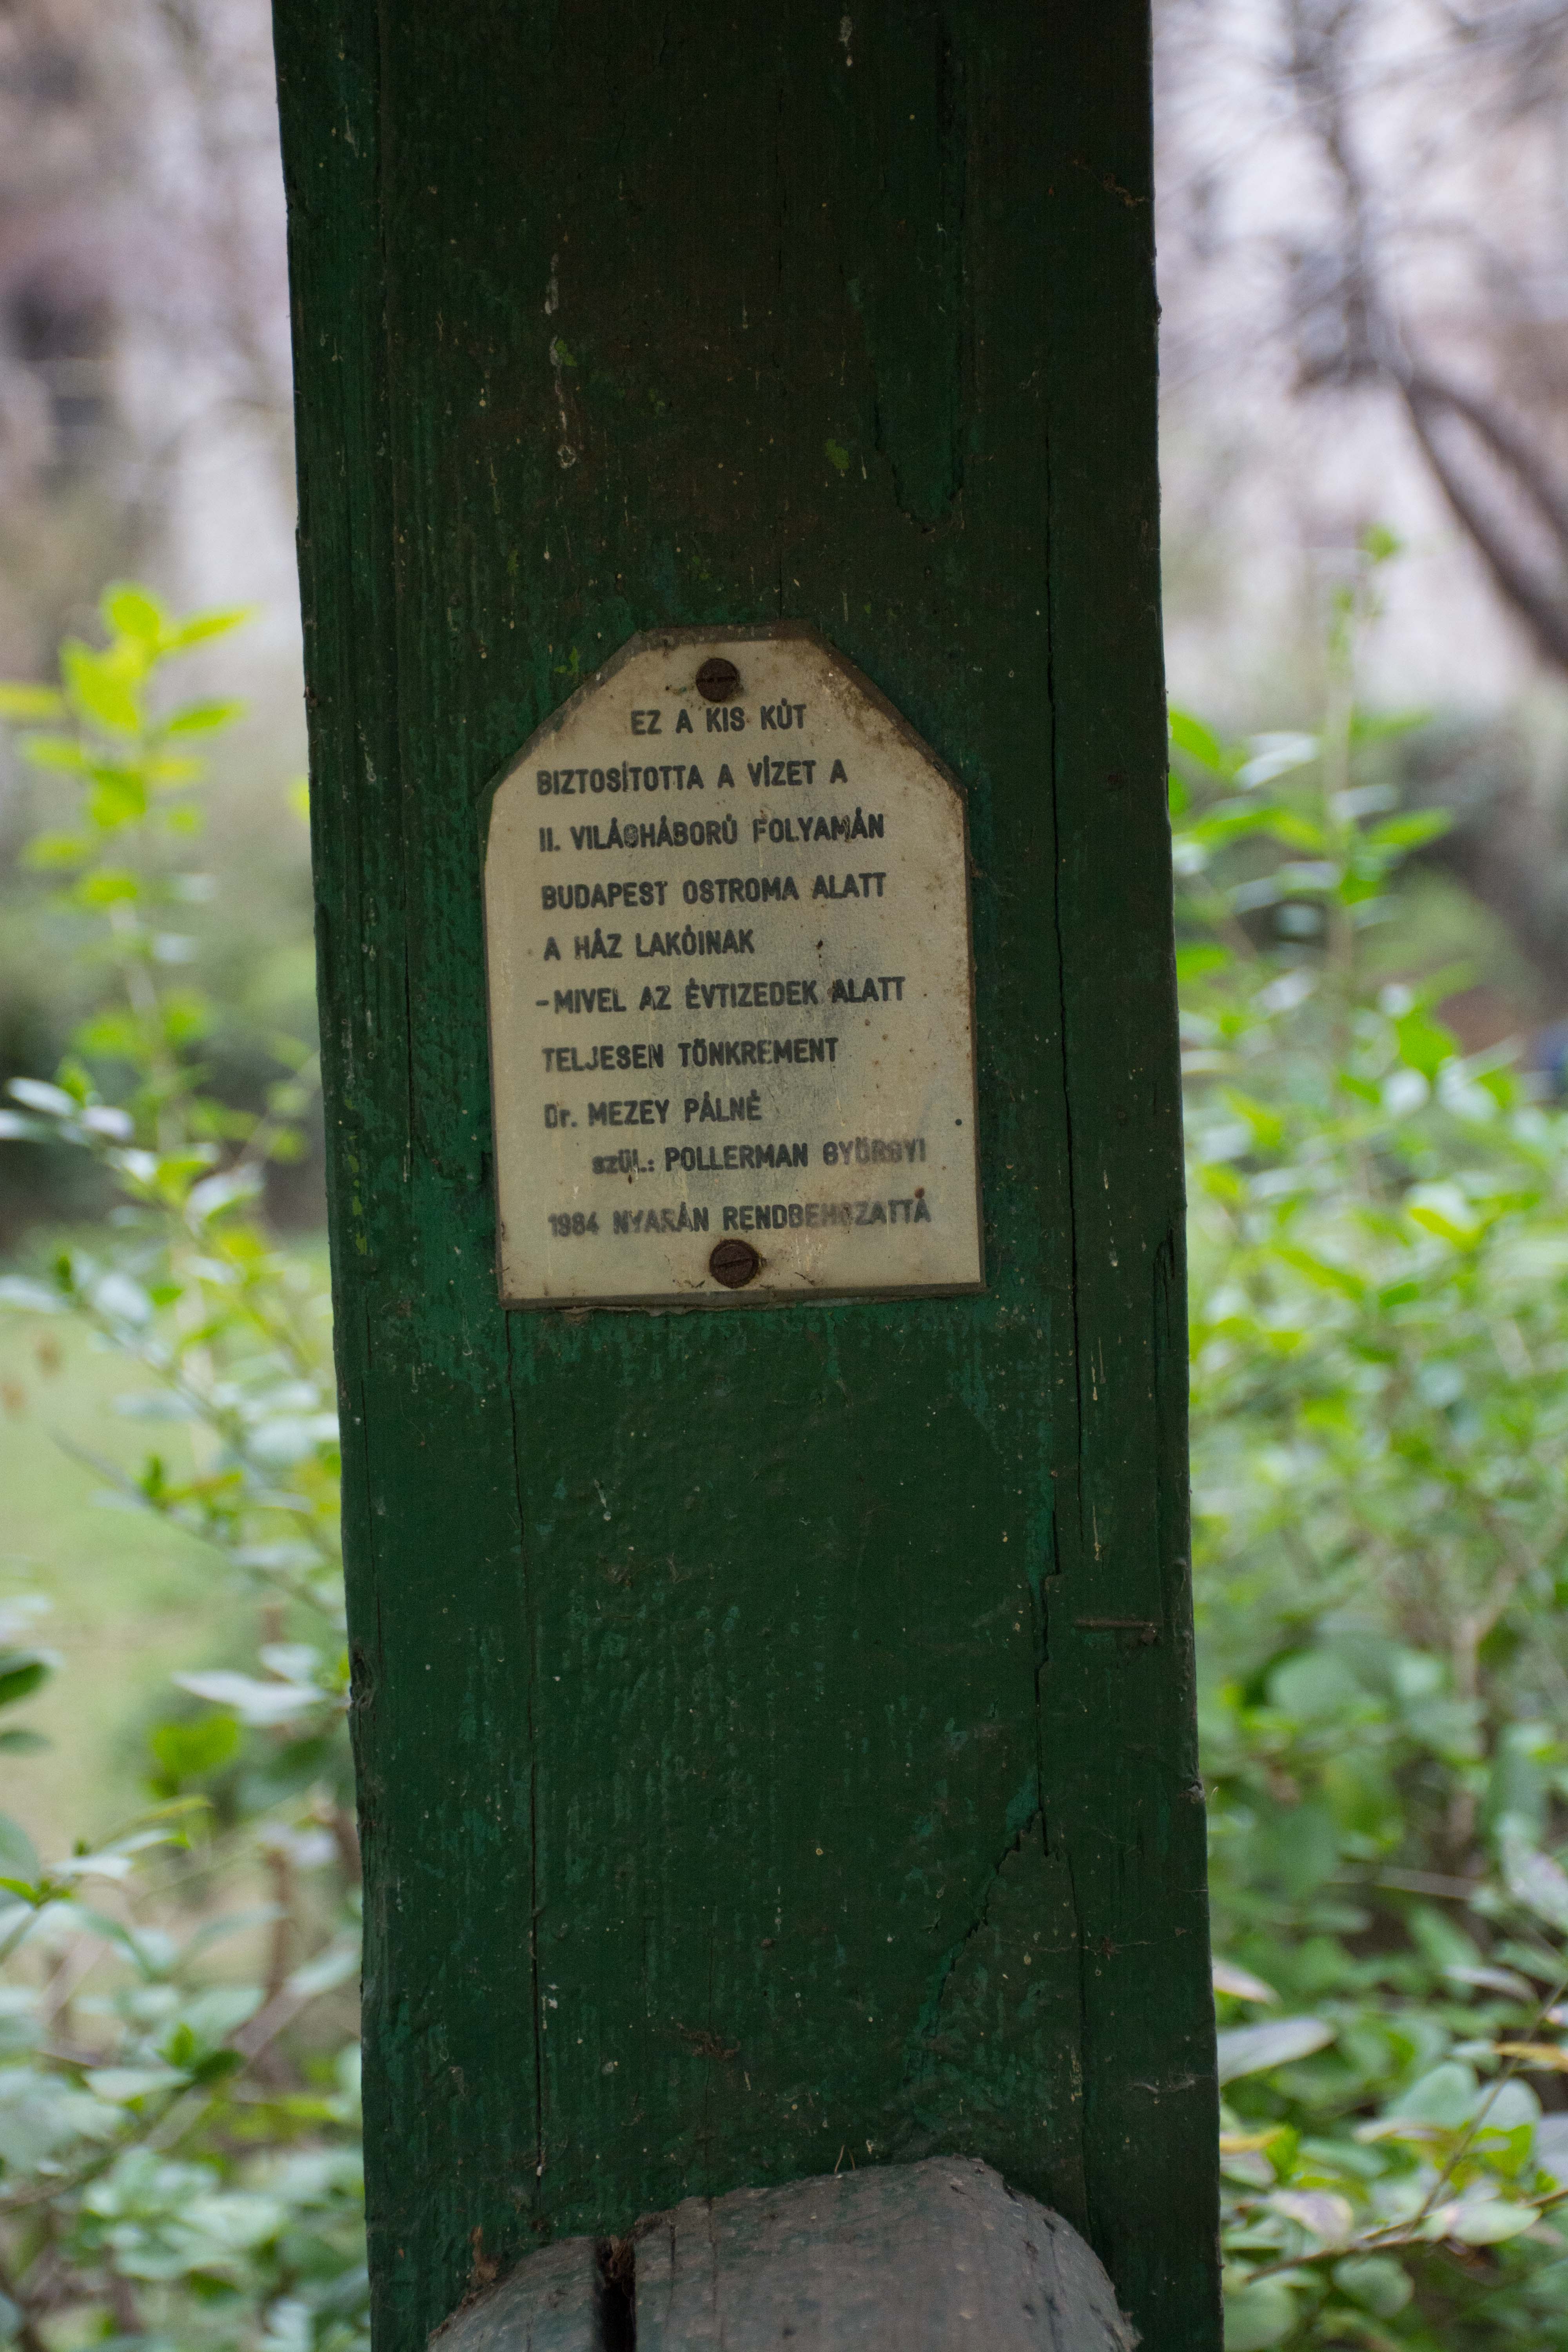 EZ A KIS KÚT
BIZTOSÍTOTTA A VÍZET A
II. VILÁGHÁBORÚ FOLYAMÁN
BUDAPEST OSTROMA ALATT
A HÁZ LAKÓINAK
-MIVEL AZ ÉVTIZEDEK ALATT
TELJESEN TÖNKREMENT
Dr. MEZEY PÁLNÉ
szül.: POLLERMAN GYÖRGYI
1984 NYARÁN RENDBEHOZATTA